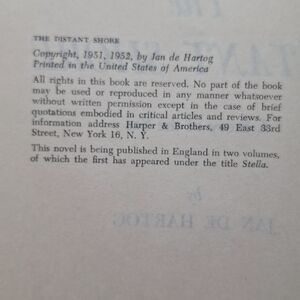 THE DISTANT SHORE
Copyright, 1951, 1952, by Jan de Hartog
Printed in the United States of America
All rights in this book are reserved. No part of the book
may be used or reproduced in any manner whatsoever
without written permission except in the case of brief
quotations embodied in critical articles and reviews. For
information address Harper & Brothers, 49 East 33rd
Street, New York 16, N. Y.
This novel is being published in England in two volumes,
of which the first has appeared under the title Stella.
by
JAN DE HARTOG